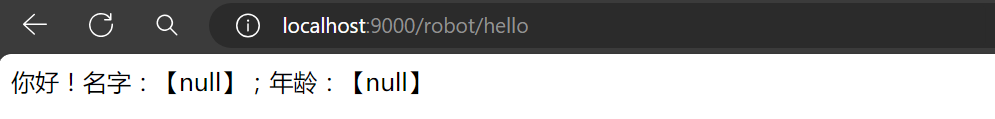 localhost:9000/robot/hello
你好！名字：【null】；年龄：【null】